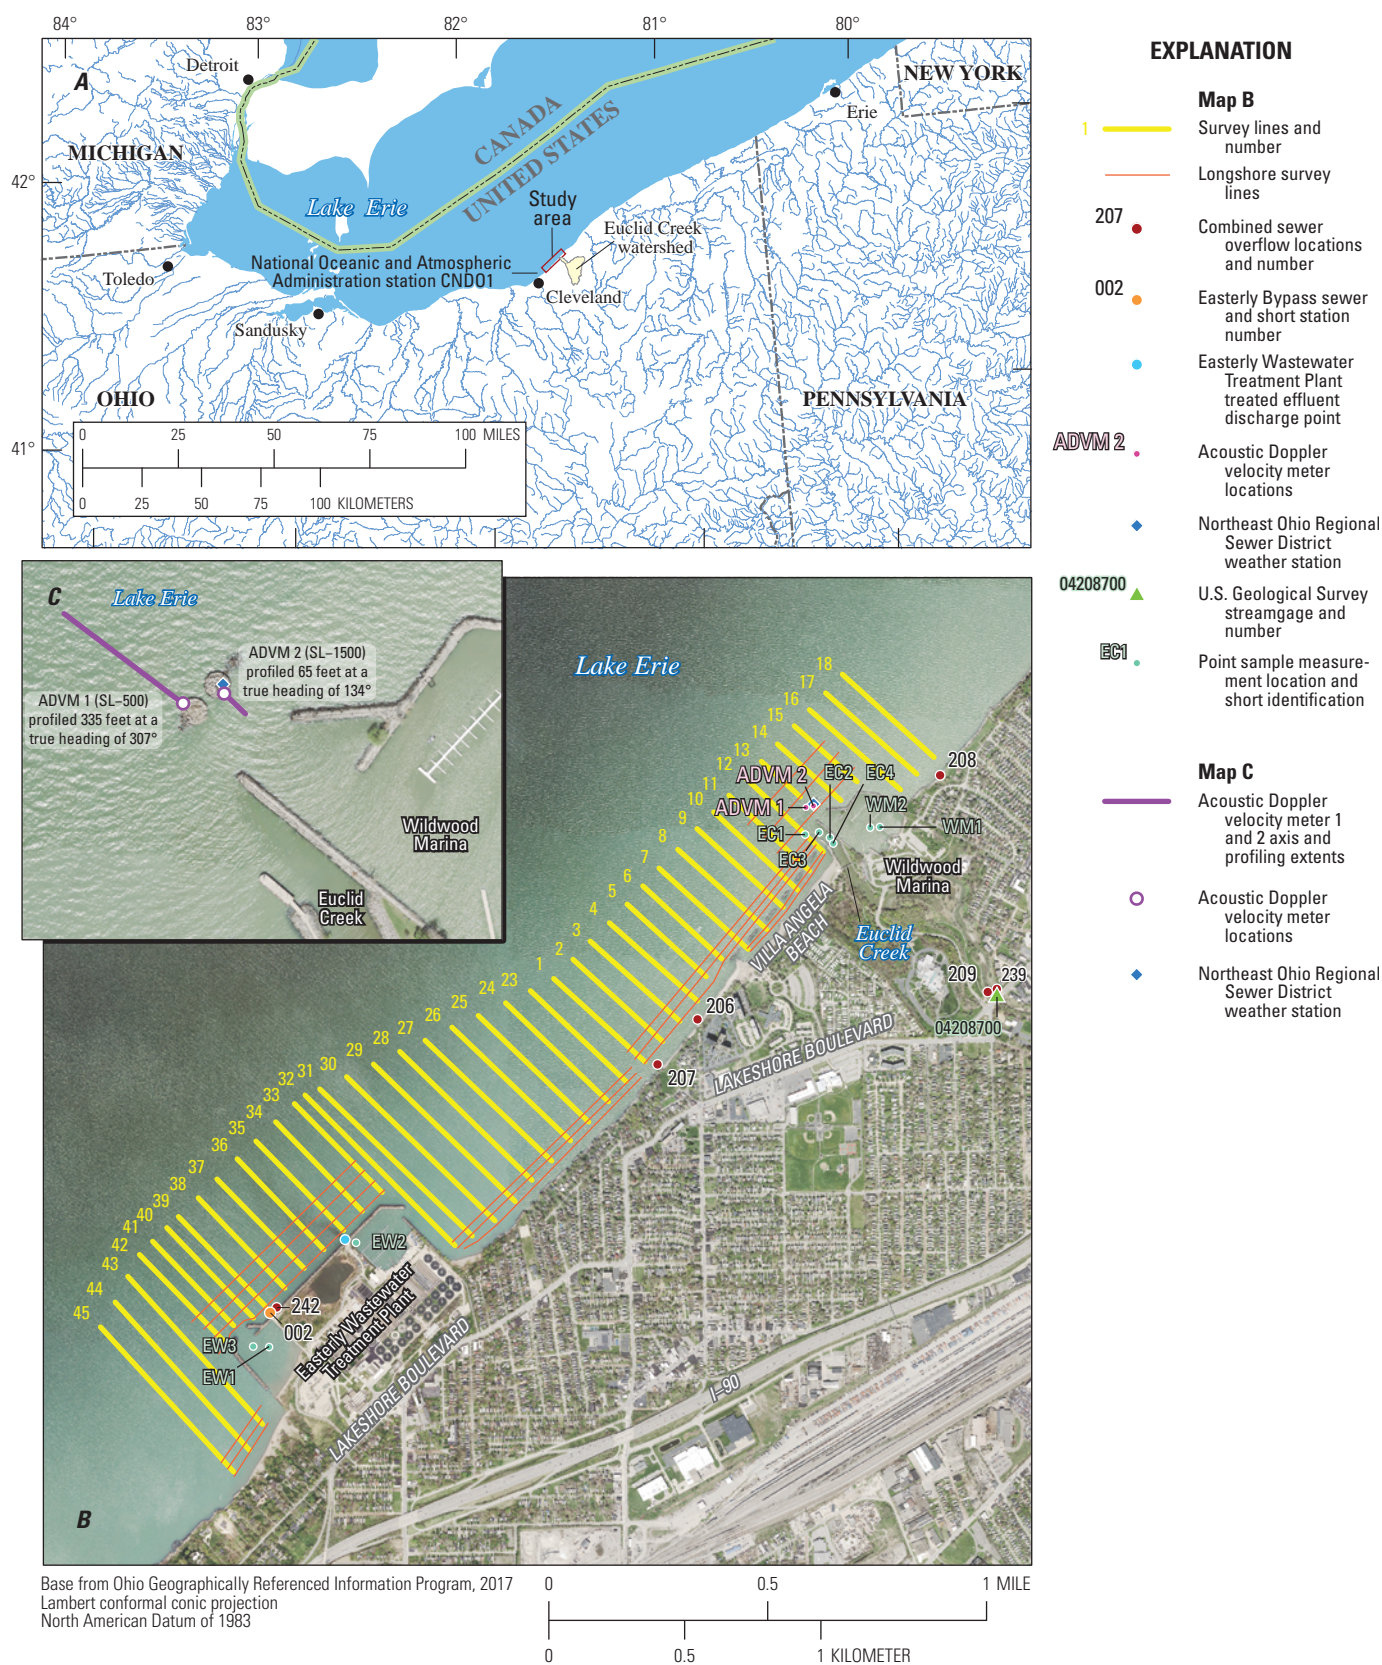 84°
83°
82°
81°
80°
A
Detroit
NEW YORK
Erie
CANADA
UNITED STATES
MICHIGAN
42°
Lake Erie
Study
area
Euclid Creek
watershed
National Oceanic and Atmospheric
Administration station CNDO1
Toledo
Cleveland
Sandusky
OHIO
PENNSYLVANIA
41°
0 25 50 75 100 MILES
0 25 50 75 100 KILOMETERS
C
Lake Erie
ADVM 2 (SL–1500)
profiled 65 feet at a
true heading of 134°
ADVM 1 (SL–500)
profiled 335 feet at a
true heading of 307°
Wildwood
Marina
Euclid
Creek
Lake Erie
18
17
16
15
14
13
12
11
10
9
8
7
6
5
4
3
2
1
23
24
25
26
27
28
29
30
31
32
33
34
35
36
37
38
39
40
41
42
43
44
45
208
ADVM 2
EC2
EC4
ADVM 1
WM2
EC1
WM1
EC3
Wildwood
Marina
VILLA ANGELA
BEACH
Euclid
Creek
209
239
04208700
206
207
LAKESHORE BOULEVARD
EW2
242
002
EW3
EW1
Easterly Wastewater
Treatment Plant
LAKESHORE BOULEVARD
I–90
B
Base from Ohio Geographically Referenced Information Program, 2017
Lambert conformal conic projection
North American Datum of 1983
0 0.5 1 MILE
0 0.5 1 KILOMETER
EXPLANATION
Map B
1 Survey lines and
number
Longshore survey
lines
207 Combined sewer
overflow locations
and number
002 Easterly Bypass sewer
and short station
number
Easterly Wastewater
Treatment Plant
treated effluent
discharge point
ADVM 2 Acoustic Doppler
velocity meter
locations
Northeast Ohio Regional
Sewer District
weather station
04208700 U.S. Geological Survey
streamgage and
number
EC1 Point sample measure-
ment location and
short identification
Map C
Acoustic Doppler
velocity meter 1
and 2 axis and
profiling extents
Acoustic Doppler
velocity meter
locations
Northeast Ohio Regional
Sewer District
weather station